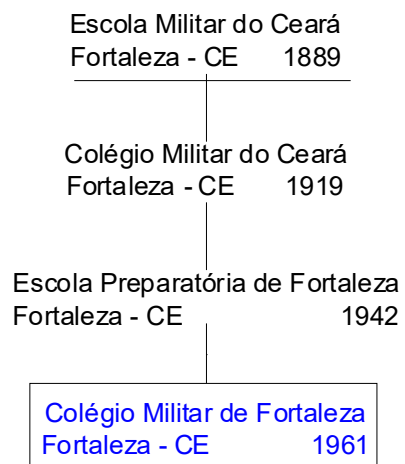 Escola Militar do Ceará
Fortaleza - CE 1889
Colégio Militar do Ceará
Fortaleza - CE 1919
Escola Preparatória de Fortaleza
Fortaleza - CE 1942
Colégio Militar de Fortaleza
Fortaleza - CE 1961